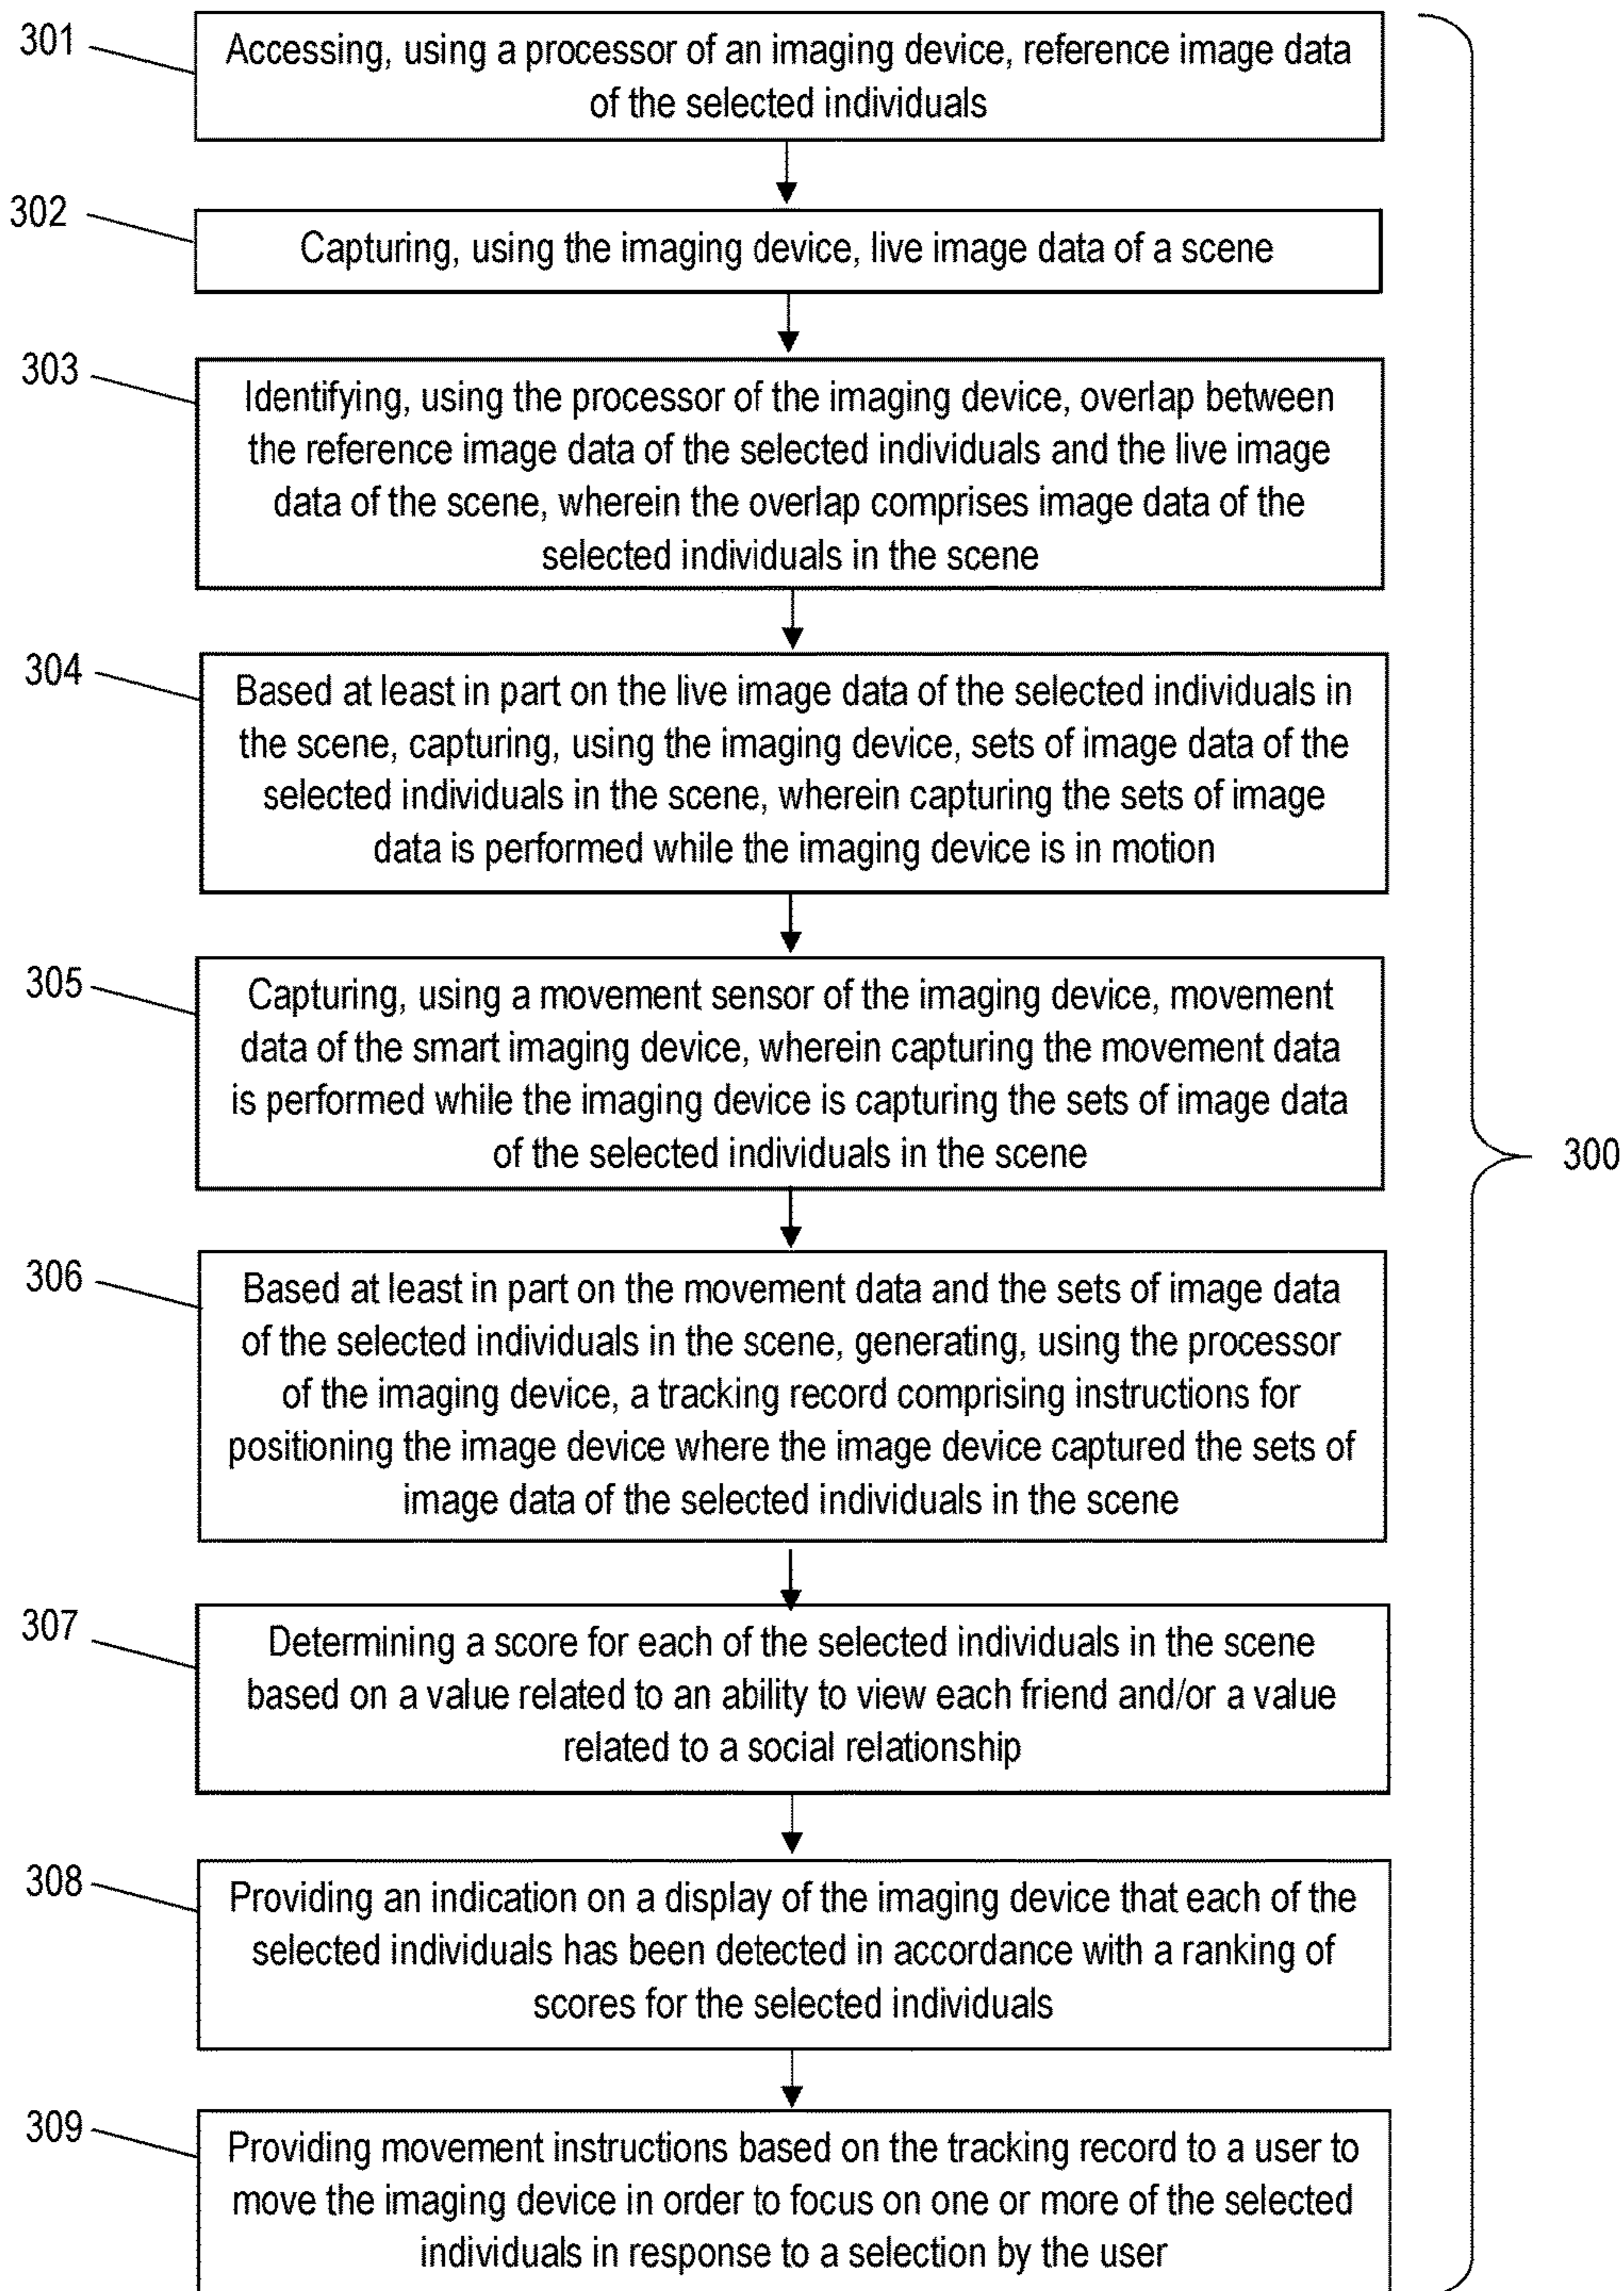 301
Accessing, using a processor of an imaging device, reference image data
of the selected individuals
302
Capturing, using the imaging device, live image data of a scene
303
Identifying, using the processor of the imaging device, overlap between
the reference image data of the selected individuals and the live image
data of the scene, wherein the overlap comprises image data of the
selected individuals in the scene
304
Based at least in part on the live image data of the selected individuals in
the scene, capturing, using the imaging device, sets of image data of the
selected individuals in the scene, wherein capturing the sets of image
data is performed while the imaging device is in motion
305
Capturing, using a movement sensor of the imaging device, movement
data of the smart imaging device, wherein capturing the movement data
is performed while the imaging device is capturing the sets of image data
of the selected individuals in the scene
300
306
Based at least in part on the movement data and the sets of image data
of the selected individuals in the scene, generating, using the processor
of the imaging device, a tracking record comprising instructions for
positioning the image device where the image device captured the sets of
image data of the selected individuals in the scene
307
Determining a score for each of the selected individuals in the scene
based on a value related to an ability to view each friend and/or a value
related to a social relationship
308
Providing an indication on a display of the imaging device that each of the
selected individuals has been detected in accordance with a ranking of
scores for the selected individuals
309
Providing movement instructions based on the tracking record to a user to
move the imaging device in order to focus on one or more of the selected
individuals in response to a selection by the user